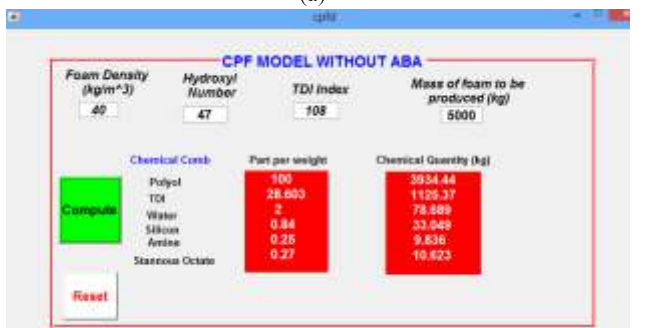 (a)
cpfd
CPF MODEL WITHOUT ABA
Foam Density (kg/m^3)
Hydroxyl Number
TDI Index
Mass of foam to be produced (kg)
40
47
108
5000
Chemical Comb
Part per weight
Chemical Quantity (kg)
Compute
Polyol
100
3934.44
TDI
28.603
1125.37
Water
2
78.689
Silicon
0.84
33.049
Amine
0.25
9.836
Stannous Octate
0.27
10.623
Reset